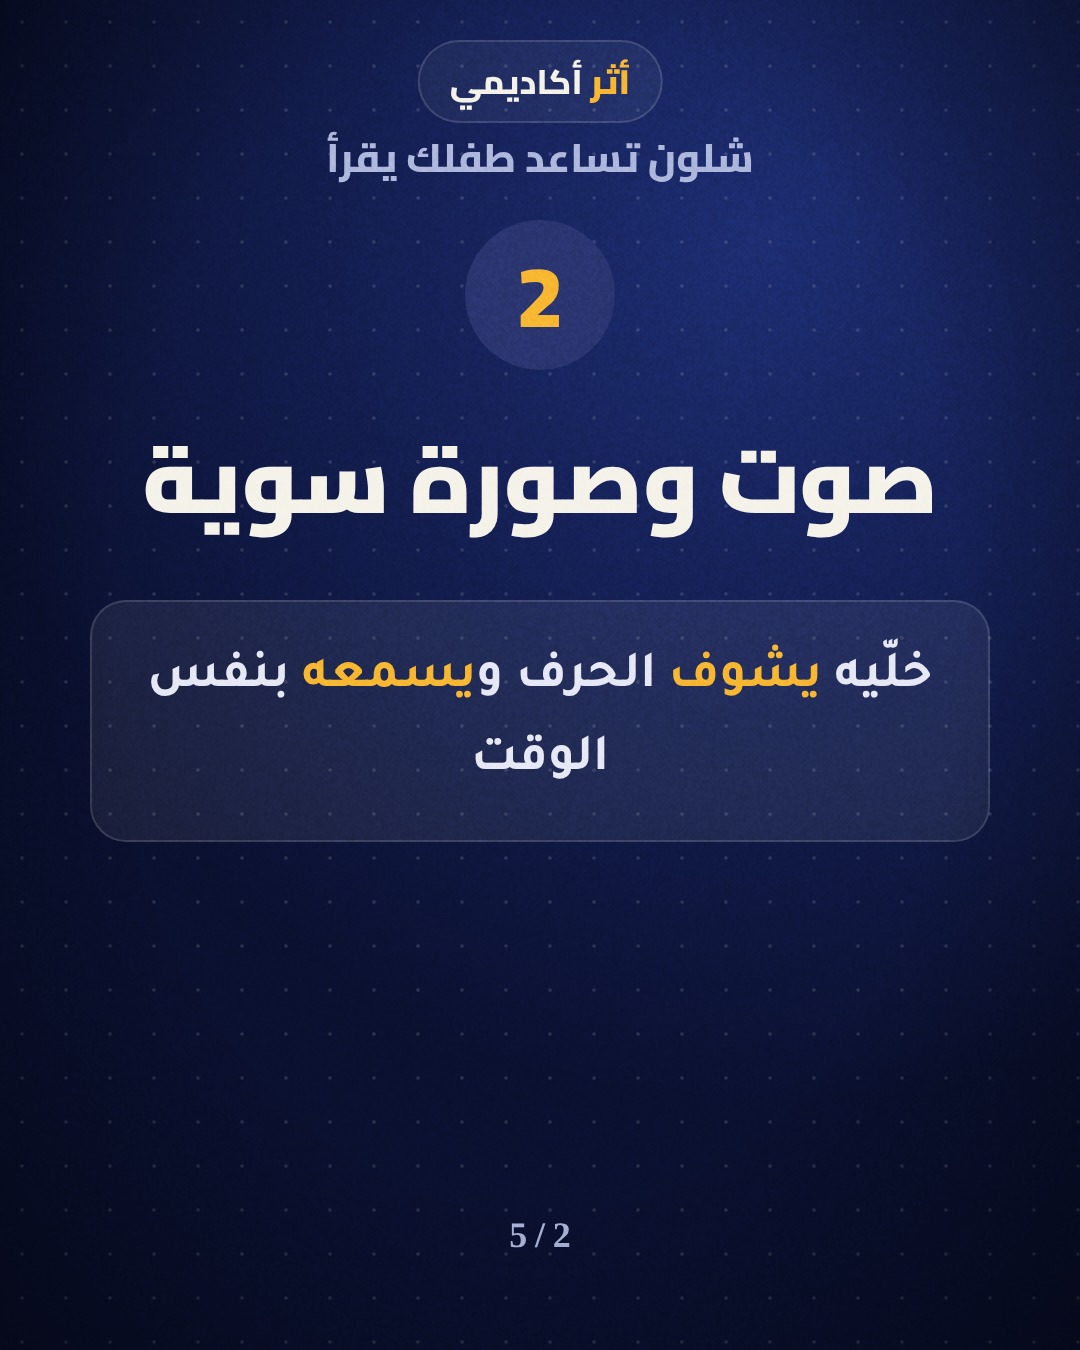 أثر أكاديمي
شلون تساعد طفلك يقرأ
2
صوت وصورة سوية
خلّيه يشوف الحرف ويسمعه بنفس
الوقت
5 / 2